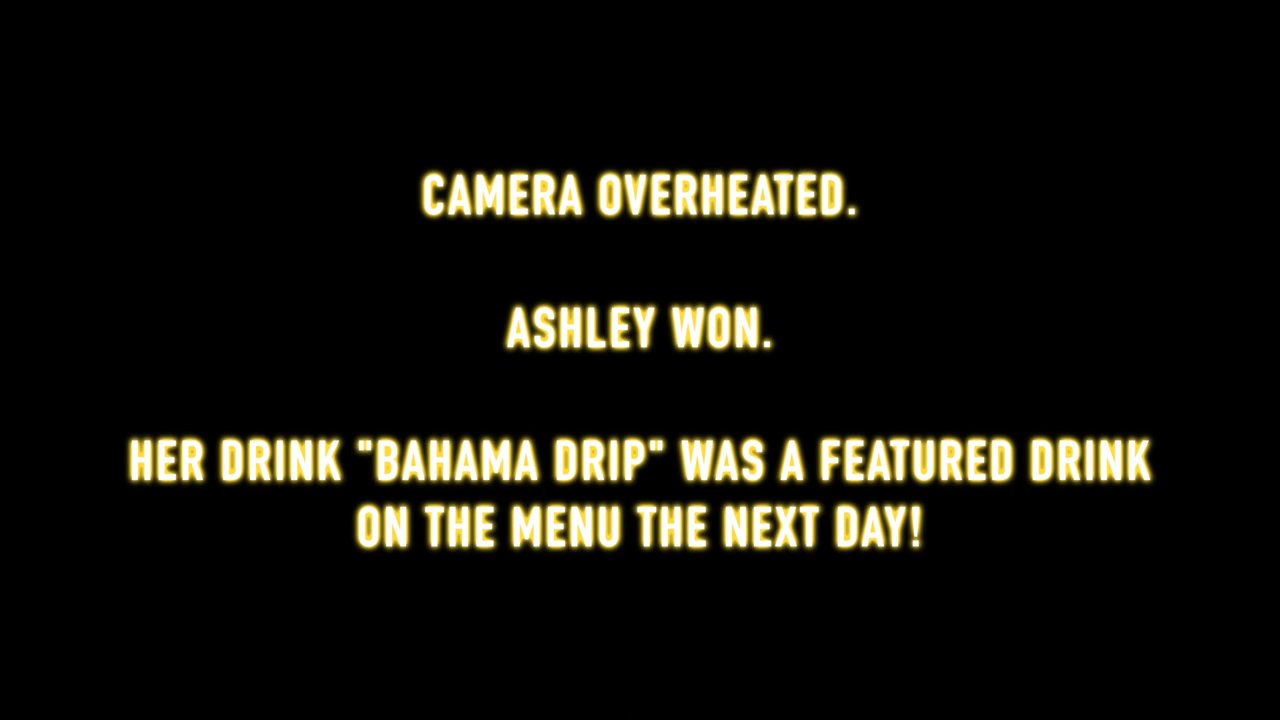 CAMERA OVERHEATED.
ASHLEY WON.
HER DRINK "BAHAMA DRIP" WAS A FEATURED DRINK
ON THE MENU THE NEXT DAY!